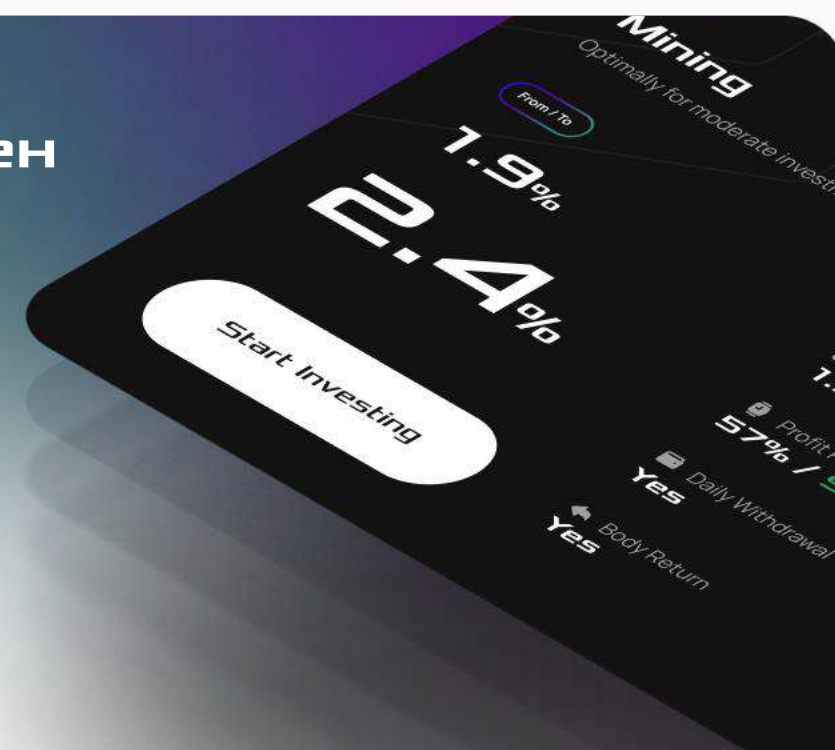 ен
Mining
Optimally for moderate
From / To
1.9%
2.4%
Start Investing
Profit
57% /
Daily Withdrawal
Yes
Body Return
Yes